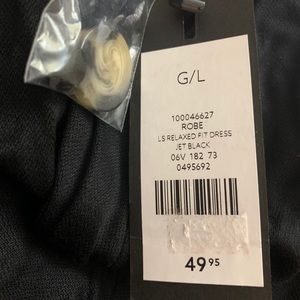 G/L
100046627
ROBE
LS RELAXED FIT DRESS
JET BLACK
06V 182 73
0495692
49 95